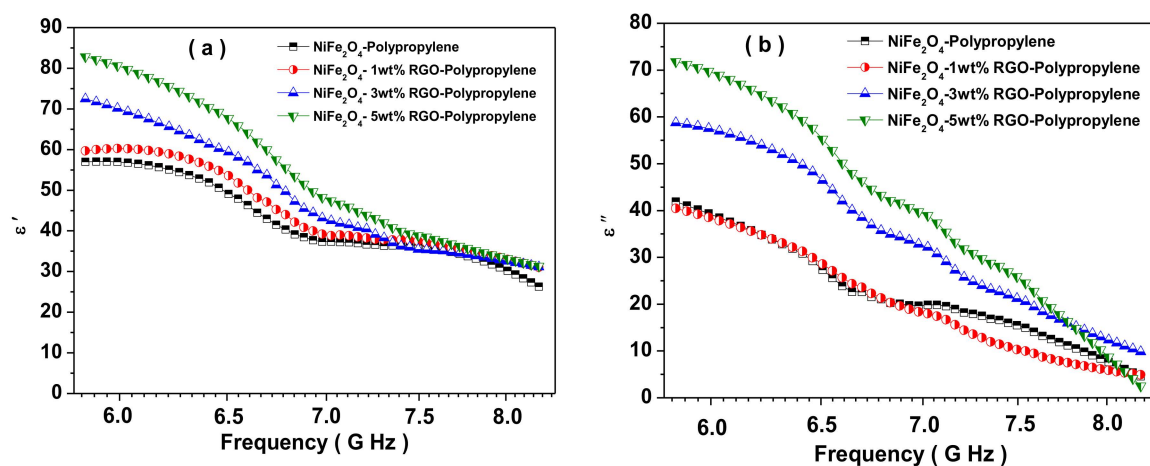 ( a )
NiFe₂O₄-Polypropylene
NiFe₂O₄- 1wt% RGO-Polypropylene
NiFe₂O₄- 3wt% RGO-Polypropylene
NiFe₂O₄- 5wt% RGO-Polypropylene
90
80
70
60
50
40
30
20
10
0
ε′
6.0 6.5 7.0 7.5 8.0
Frequency ( G Hz )
( b )
NiFe₂O₄-Polypropylene
NiFe₂O₄-1wt% RGO-Polypropylene
NiFe₂O₄-3wt% RGO-Polypropylene
NiFe₂O₄-5wt% RGO-Polypropylene
80
70
60
50
40
30
20
10
0
ε″
6.0 6.5 7.0 7.5 8.0
Frequency ( G Hz )